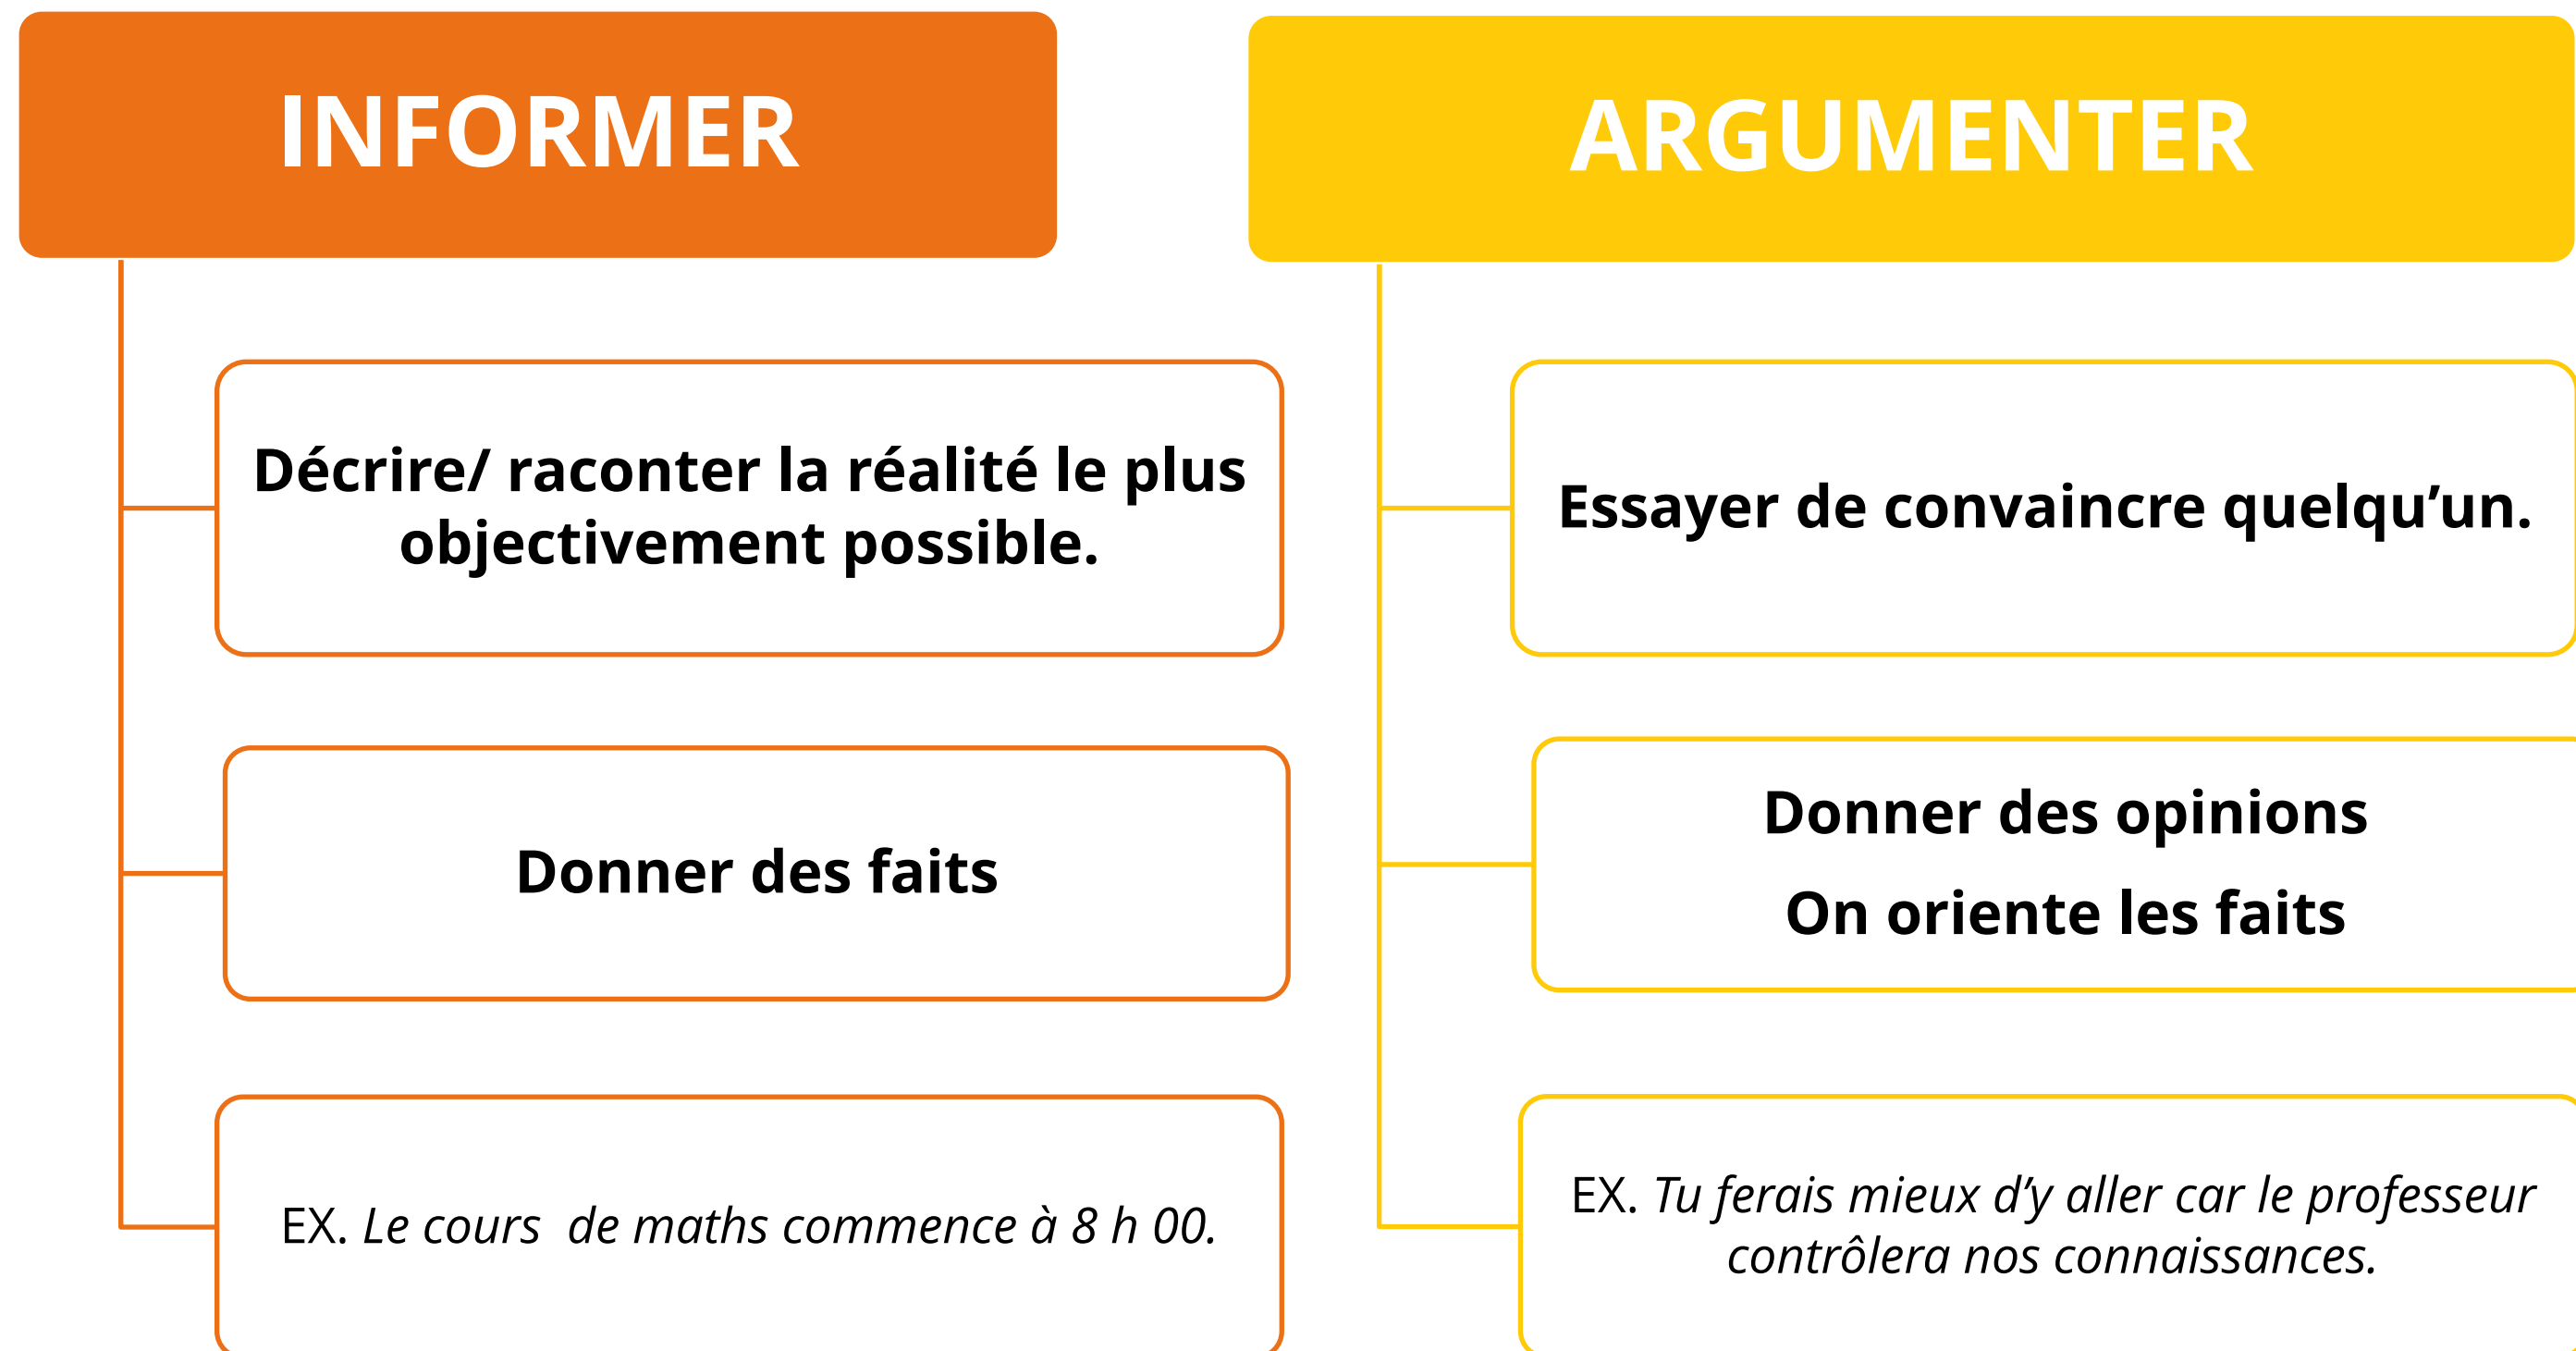 INFORMER
Décrire/ raconter la réalité le plus
objectivement possible.
Donner des faits
EX. Le cours  de maths commence à 8 h 00.
ARGUMENTER
Essayer de convaincre quelqu’un.
Donner des opinions
On oriente les faits
EX. Tu ferais mieux d’y aller car le professeur
contrôlera nos connaissances.